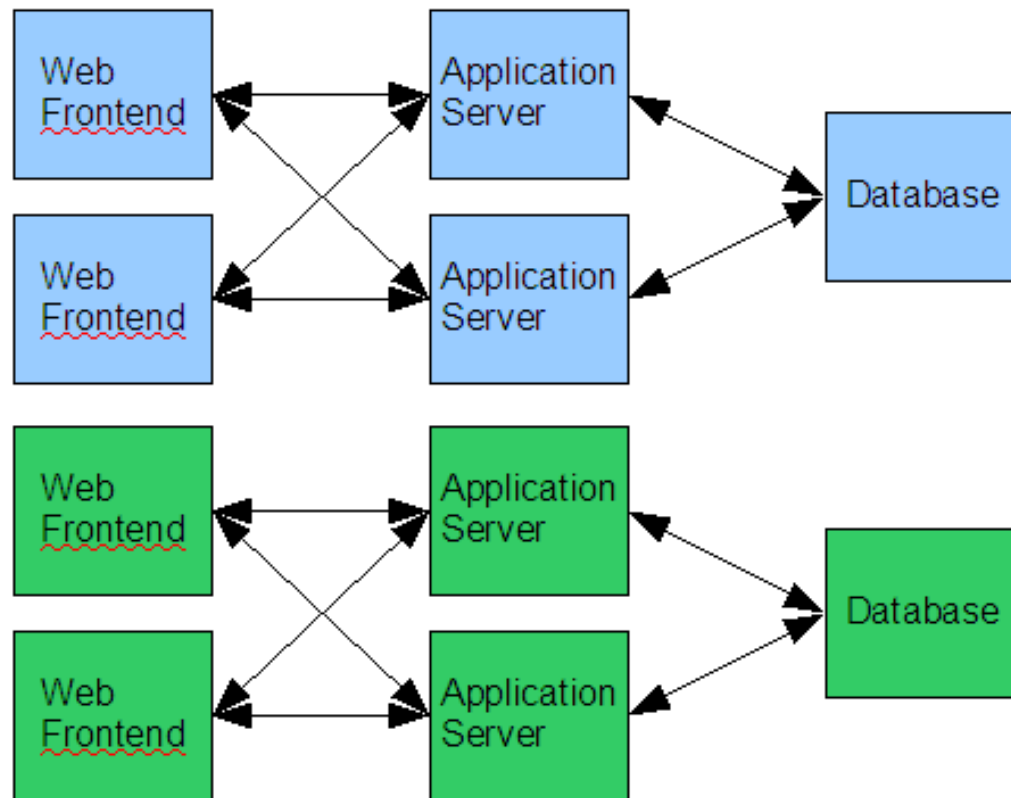 Web
Frontend
Application
Server
Web
Frontend
Application
Server
Database
Web
Frontend
Application
Server
Web
Frontend
Application
Server
Database